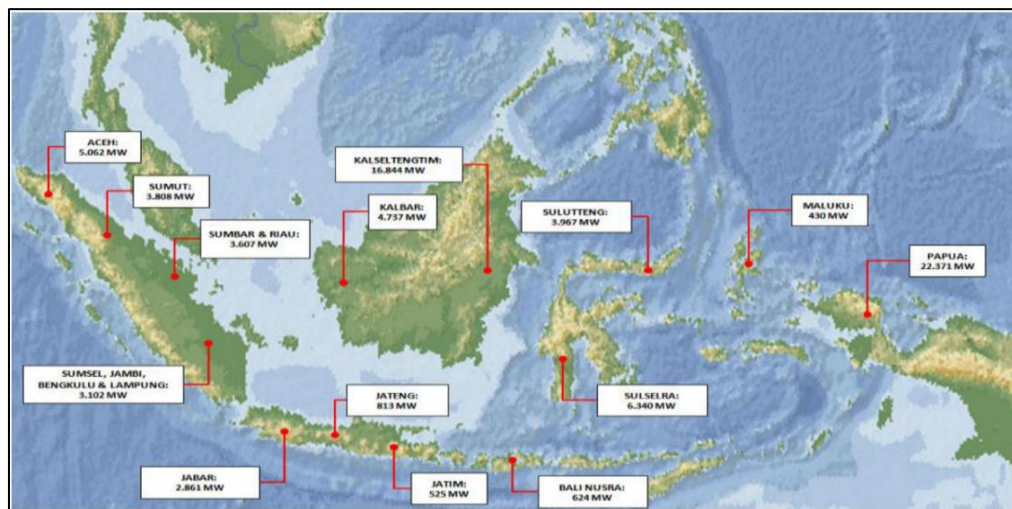 ACEH:
5.062 MW
SUMUT:
3.808 MW
SUMBAR & RIAU:
3.607 MW
SUMSEL, JAMBI,
BENGKULU & LAMPUNG:
3.102 MW
JABAR:
2.861 MW
JATENG:
813 MW
JATIM:
525 MW
BALI NUSRA:
624 MW
KALBAR:
4.737 MW
KALSELTENGTIM:
16.844 MW
SULUTTENG:
3.967 MW
SULSELRA:
6.340 MW
MALUKU:
430 MW
PAPUA:
22.371 MW